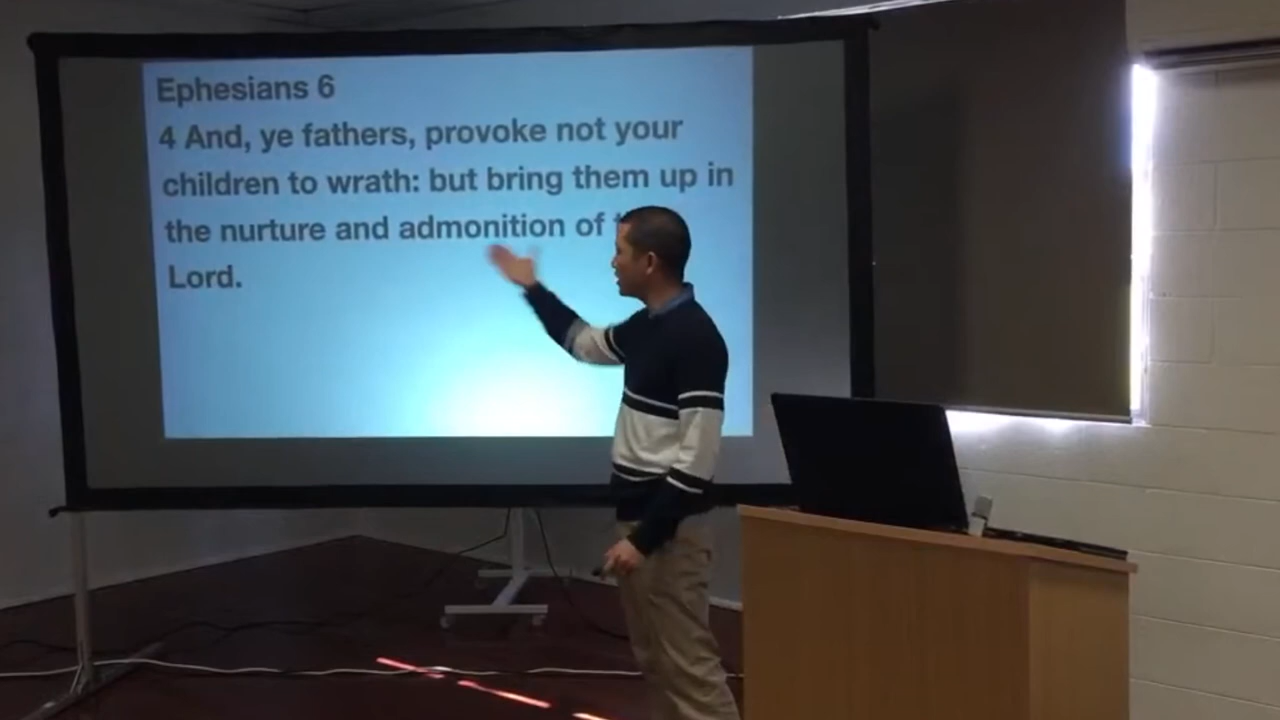 Ephesians 6
4 And, ye fathers, provoke not your
children to wrath: but bring them up in
the nurture and admonition of
Lord.